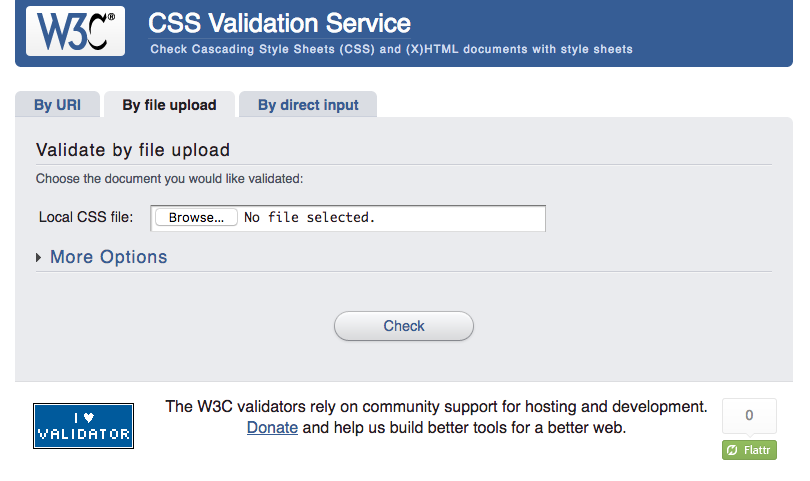 W3C®
CSS Validation Service
Check Cascading Style Sheets (CSS) and (X)HTML documents with style sheets
By URI
By file upload
By direct input
Validate by file upload
Choose the document you would like validated:
Local CSS file: Browse... No file selected.
More Options
Check
I ♥
VALIDATOR
The W3C validators rely on community support for hosting and development.
Donate and help us build better tools for a better web.
0
Flattr